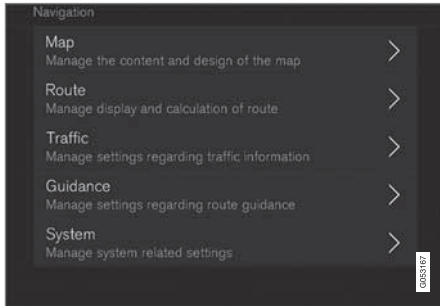 Navigation
Map
Manage the content and design of the map
Route
Manage display and calculation of route
Traffic
Manage settings regarding traffic information
Guidance
Manage settings regarding route guidance
System
Manage system related settings
G053167